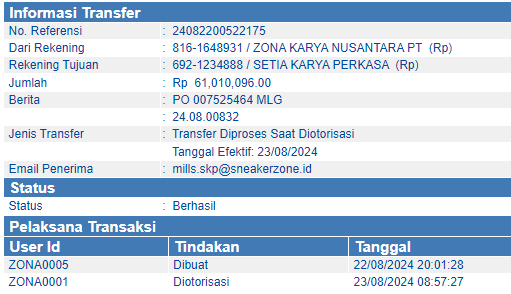 Informasi Transfer
No. Referensi : 24082200522175
Dari Rekening : 816-1648931 / ZONA KARYA NUSANTARA PT (Rp)
Rekening Tujuan : 692-1234888 / SETIA KARYA PERKASA (Rp)
Jumlah : Rp 61,010,096.00
Berita : PO 007525464 MLG
: 24.08.00832
Jenis Transfer : Transfer Diproses Saat Diotorisasi
Tanggal Efektif: 23/08/2024
Email Penerima : mills.skp@sneakerzone.id
Status
Status : Berhasil
Pelaksana Transaksi
User Id Tindakan Tanggal
ZONA0005 Dibuat 22/08/2024 20:01:28
ZONA0001 Diotorisasi 23/08/2024 08:57:27